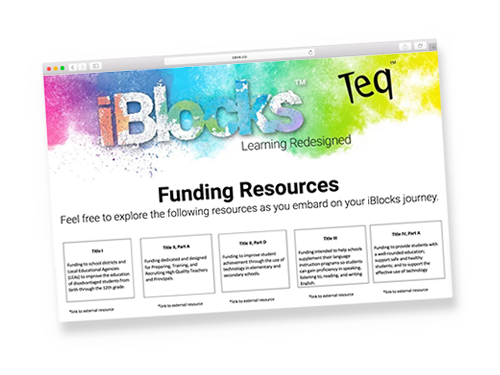 save.co
iBlocks™
Teq™
Learning Redesigned
Funding Resources
Feel free to explore the following resources as you embard on your iBlocks journey.
Title I
Funding to school districts and
Local Educational Agencies
(LEAs) to improve the education
of disadvantaged students from
birth through the 12th grade.
*link to external resource
Title II, Part A
Funding dedicated and designed
for Preparing, Training, and
Recruiting High Quality Teachers
and Principals.
*link to external resource
Title II, Part D
Funding to improve student
achievement through the use of
technology in elementary and
secondary schools.
*link to external resource
Title III
Funding intended to help schools
supplement their language
instruction programs so students
can gain proficiency in speaking,
listening to, reading, and writing
English.
*link to external resource
Title IV, Part A
Funding to provide students with
a well-rounded education,
support safe and healthy
students; and to support the
effective use of technology
*link to external resource